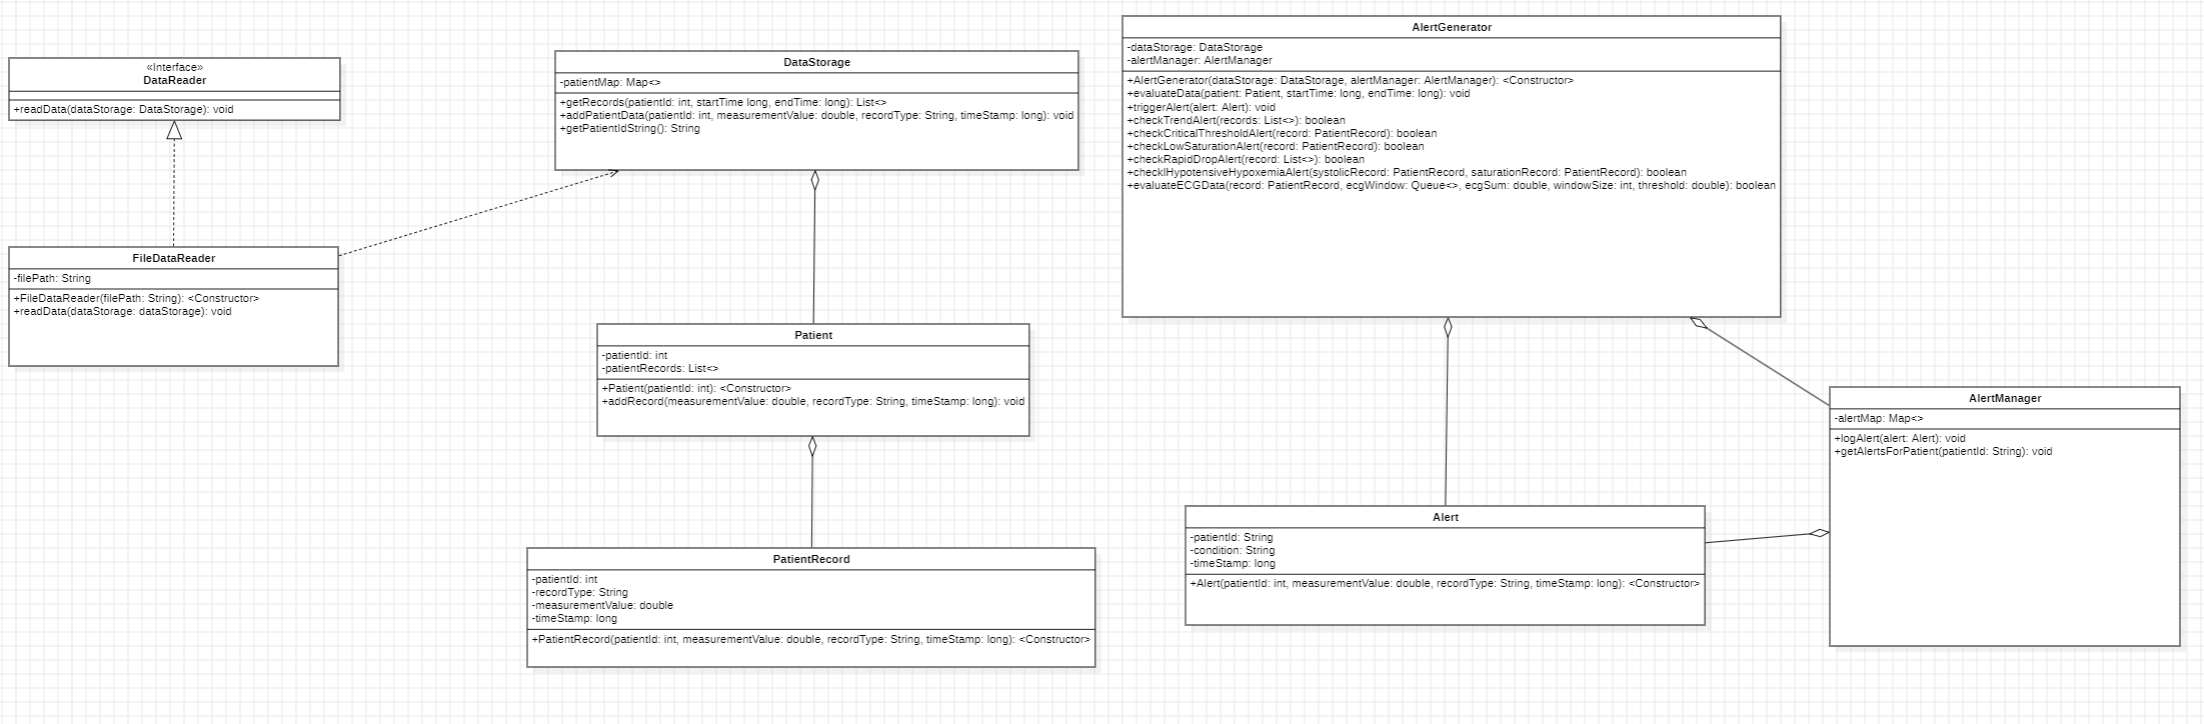 «Interface»
DataReader
+readData(dataStorage: DataStorage): void
FileDataReader
-filePath: String
+FileDataReader(filePath: String): <Constructor>
+readData(dataStorage: dataStorage): void
DataStorage
-patientMap: Map<>
+getRecords(patientId: int, startTime long, endTime: long): List<>
+addPatientData(patientId: int, measurementValue: double, recordType: String, timeStamp: long): void
+getPatientIdString(): String
Patient
-patientId: int
-patientRecords: List<>
+Patient(patientId: int): <Constructor>
+addRecord(measurementValue: double, recordType: String, timeStamp: long): void
PatientRecord
-patientId: int
-recordType: String
-measurementValue: double
-timeStamp: long
+PatientRecord(patientId: int, measurementValue: double, recordType: String, timeStamp: long): <Constructor>
AlertGenerator
-dataStorage: DataStorage
-alertManager: AlertManager
+AlertGenerator(dataStorage: DataStorage, alertManager: AlertManager): <Constructor>
+evaluateData(patient: Patient, startTime: long, endTime: long): void
+triggerAlert(alert: Alert): void
+checkTrendAlert(records: List<>): boolean
+checkCriticalThresholdAlert(record: PatientRecord): boolean
+checkLowSaturationAlert(record: PatientRecord): boolean
+checkRapidDropAlert(record: List<>): boolean
+checklHypotensiveHypoxemiaAlert(systolicRecord: PatientRecord, saturationRecord: PatientRecord): boolean
+evaluateECGData(record: PatientRecord, ecgWindow: Queue<>, ecgSum: double, windowSize: int, threshold: double): boolean
Alert
-patientId: String
-condition: String
-timeStamp: long
+Alert(patientId: int, measurementValue: double, recordType: String, timeStamp: long): <Constructor>
AlertManager
-alertMap: Map<>
+logAlert(alert: Alert): void
+getAlertsForPatient(patientId: String): void